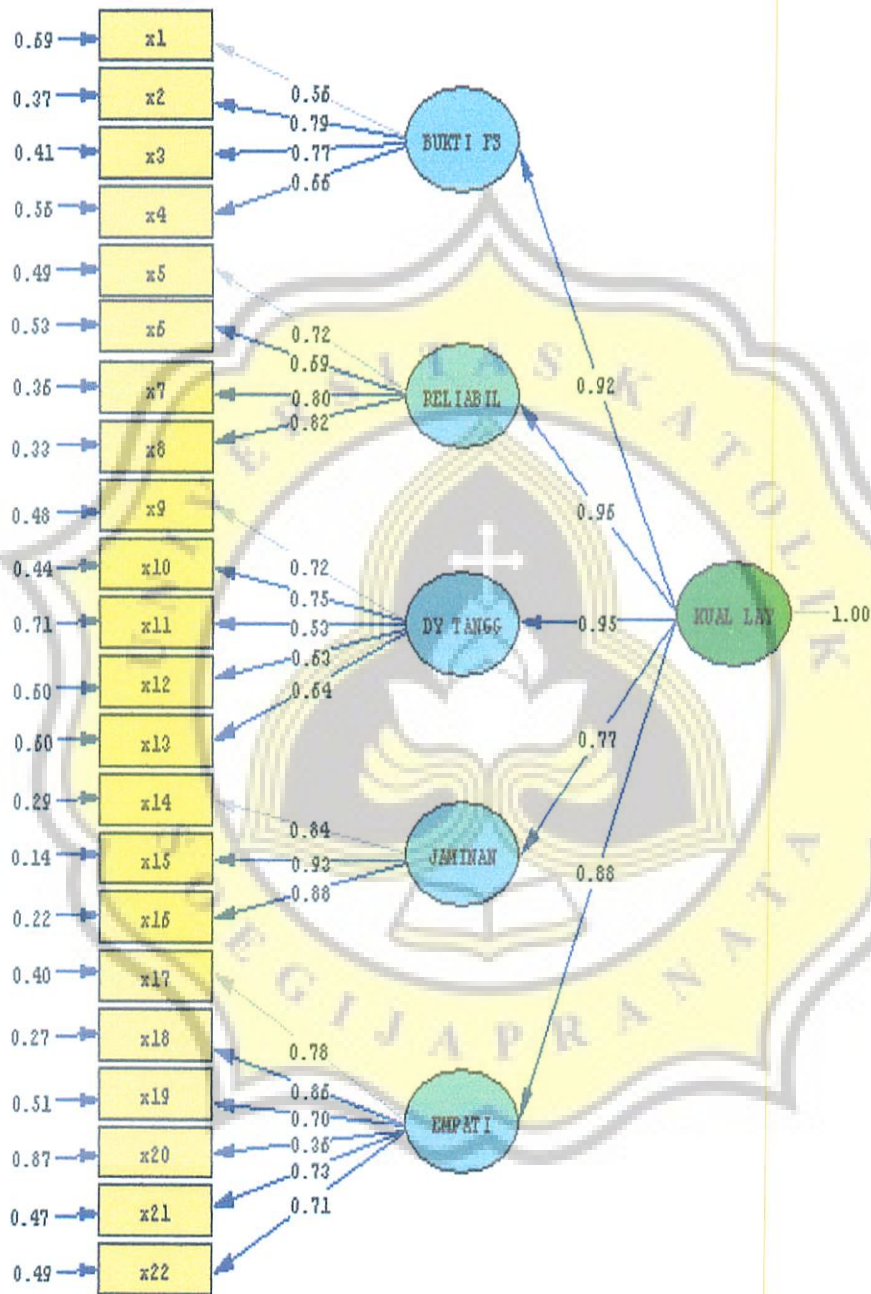 0.69 x1
0.37 x2
0.41 x3
0.56 x4
0.49 x5
0.53 x6
0.36 x7
0.33 x8
0.48 x9
0.44 x10
0.71 x11
0.60 x12
0.60 x13
0.29 x14
0.14 x15
0.22 x16
0.40 x17
0.27 x18
0.51 x19
0.87 x20
0.47 x21
0.49 x22
0.56
0.79
0.77
0.66
0.72
0.69
0.80
0.82
0.72
0.75
0.53
0.63
0.64
0.84
0.93
0.88
0.78
0.86
0.70
0.36
0.73
0.71
BUKTI FS
RELIABIL
DY TANGG
JAMINAN
EMPATI
0.92
0.96
0.95
0.77
0.88
KUAL LAY
1.00
UNIVERSITAS KATOLIK
SOEGIJAPRANATA